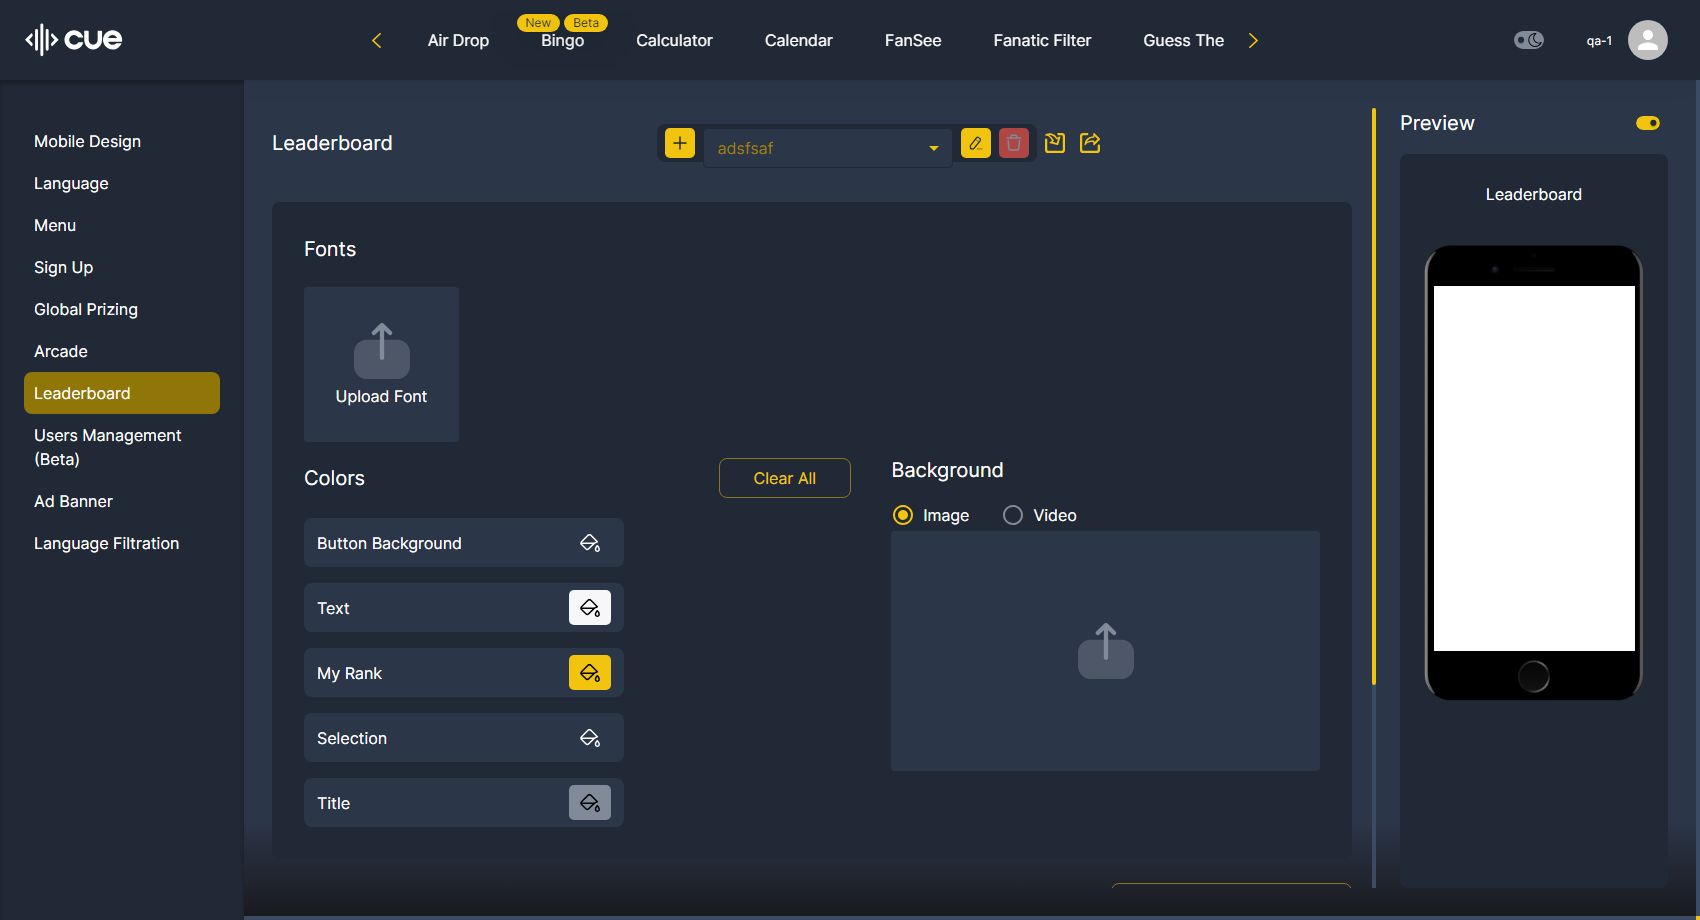 cue
New
Beta
Air Drop
Bingo
Calculator
Calendar
FanSee
Fanatic Filter
Guess The
qa-1
Mobile Design
Language
Menu
Sign Up
Global Prizing
Arcade
Leaderboard
Users Management
(Beta)
Ad Banner
Language Filtration
Leaderboard
adsfsaf
Fonts
Upload Font
Colors
Clear All
Button Background
Text
My Rank
Selection
Title
Background
Image
Video
Preview
Leaderboard